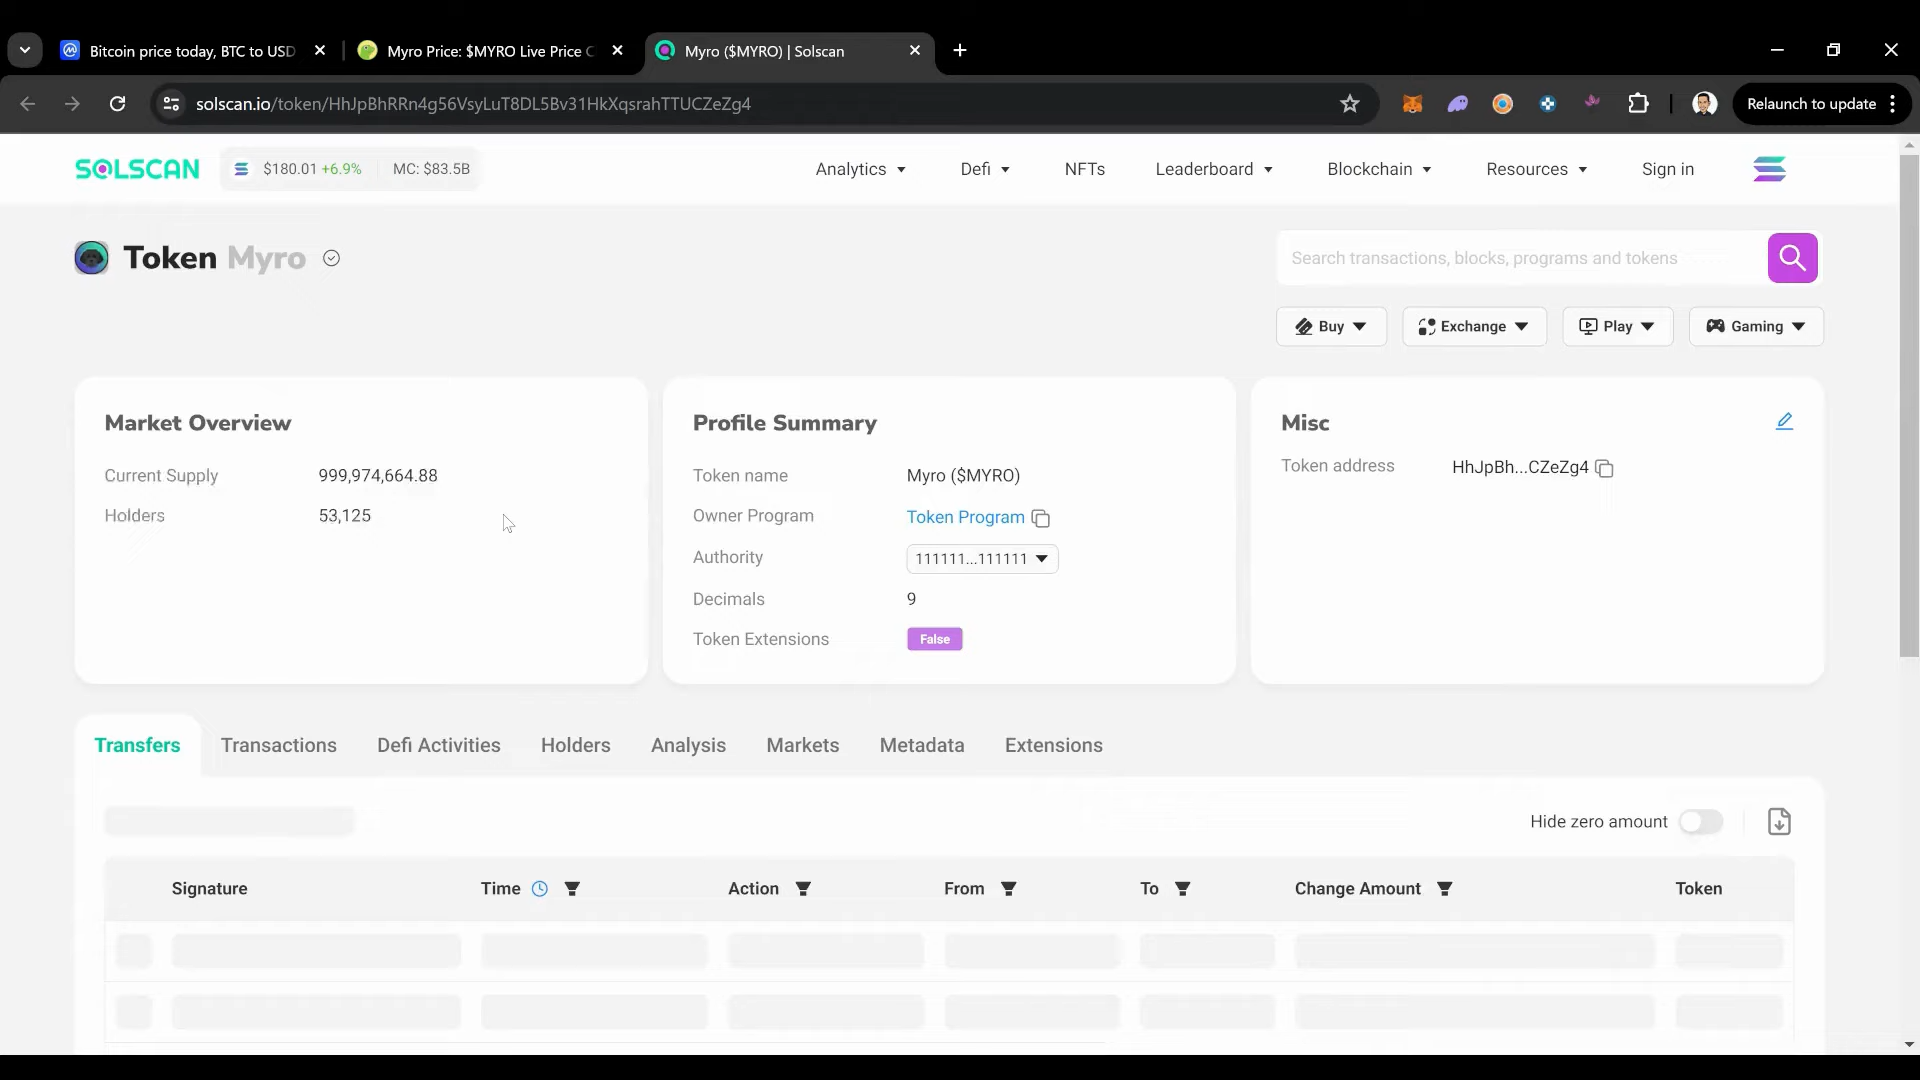 Bitcoin price today, BTC to USD
Myro Price: $MYRO Live Price C
Myro ($MYRO) | Solscan
solscan.io/token/HhJpBhRRn4g56VsyLuT8DL5Bv31HkXqsrahTTUCZeZg4
Relaunch to update
SOLSCAN
$180.01 +6.9%
MC: $83.5B
Analytics
Defi
NFTs
Leaderboard
Blockchain
Resources
Sign in
Token Myro
Search transactions, blocks, programs and tokens
Buy
Exchange
Play
Gaming
Market Overview
Current Supply 999,974,664.88
Holders 53,125
Profile Summary
Token name Myro ($MYRO)
Owner Program Token Program
Authority 111111...111111
Decimals 9
Token Extensions False
Misc
Token address HhJpBh...CZeZg4
Transfers
Transactions
Defi Activities
Holders
Analysis
Markets
Metadata
Extensions
Hide zero amount
Signature
Time
Action
From
To
Change Amount
Token